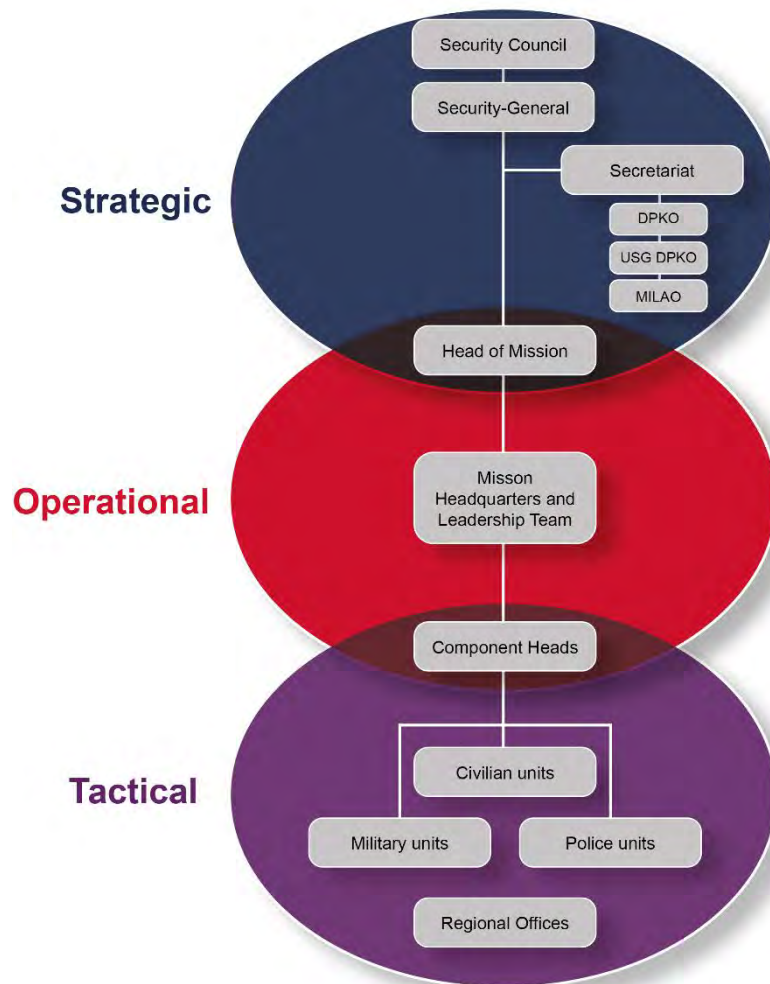 Security Council
Security-General
Strategic
Secretariat
DPKO
USG DPKO
MILAO
Head of Mission
Operational
Misson
Headquarters and
Leadership Team
Component Heads
Tactical
Civilian units
Military units
Police units
Regional Offices